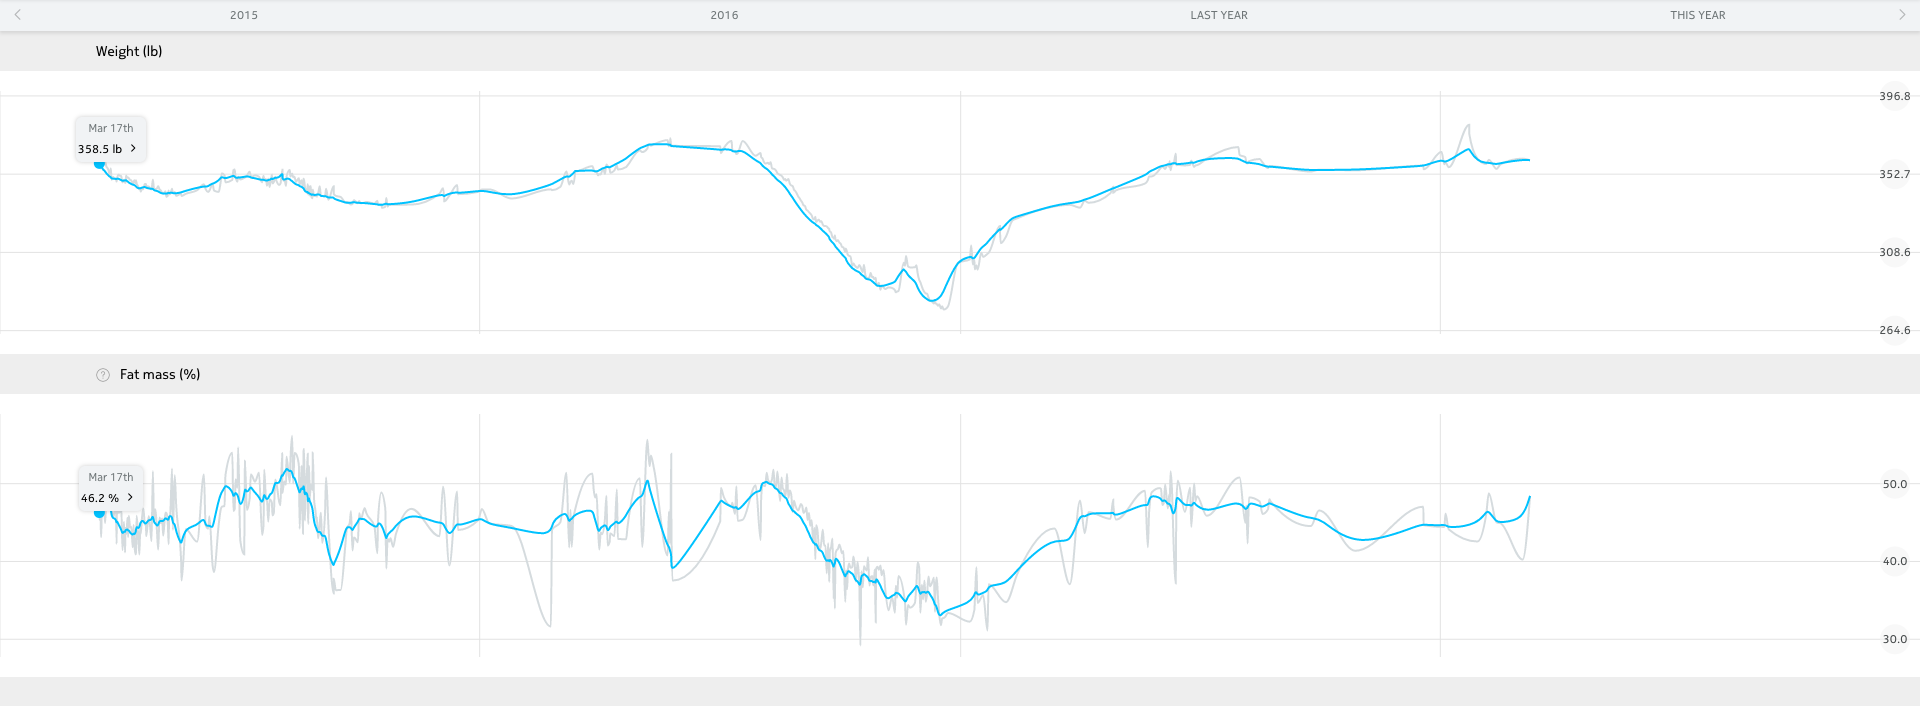 2015 2016 LAST YEAR THIS YEAR
Weight (lb)
396.8
Mar 17th
358.5 lb
352.7
308.6
264.6
? Fat mass (%)
Mar 17th
50.0
46.2 %
40.0
30.0